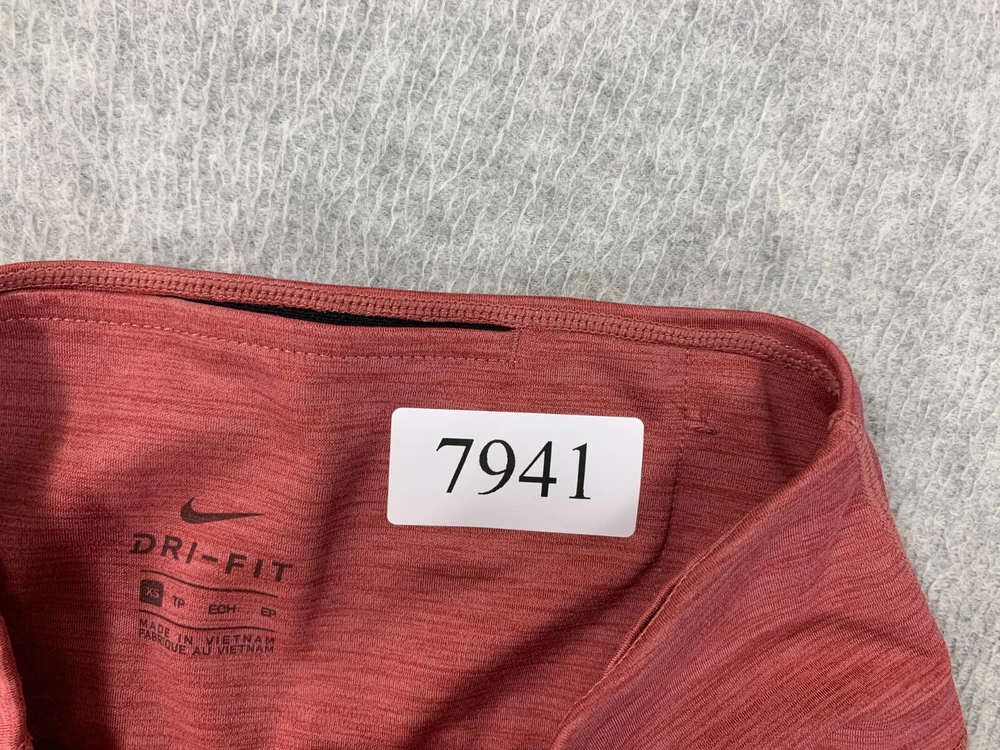 7941
DRI-FIT
XS TP ECH EP
MADE IN VIETNAM
FABRIQUE AU VIETNAM